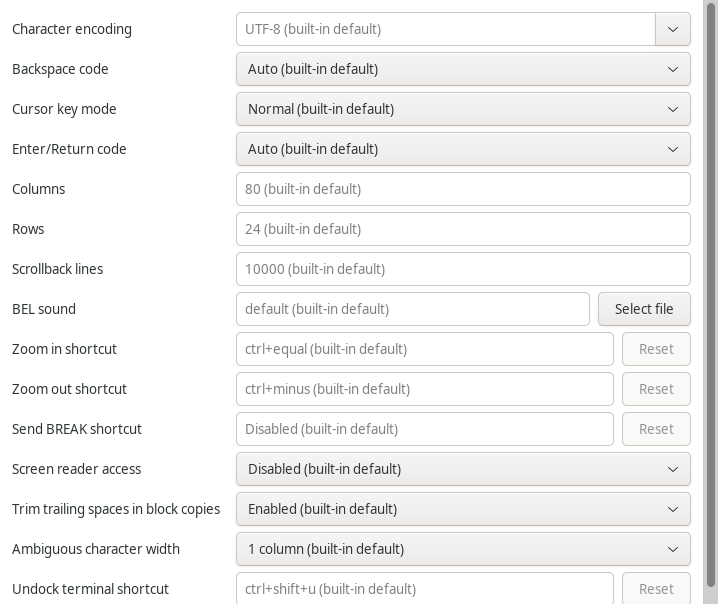 Character encoding UTF-8 (built-in default)
Backspace code Auto (built-in default)
Cursor key mode Normal (built-in default)
Enter/Return code Auto (built-in default)
Columns 80 (built-in default)
Rows 24 (built-in default)
Scrollback lines 10000 (built-in default)
BEL sound default (built-in default) Select file
Zoom in shortcut ctrl+equal (built-in default) Reset
Zoom out shortcut ctrl+minus (built-in default) Reset
Send BREAK shortcut Disabled (built-in default) Reset
Screen reader access Disabled (built-in default)
Trim trailing spaces in block copies Enabled (built-in default)
Ambiguous character width 1 column (built-in default)
Undock terminal shortcut ctrl+shift+u (built-in default) Reset